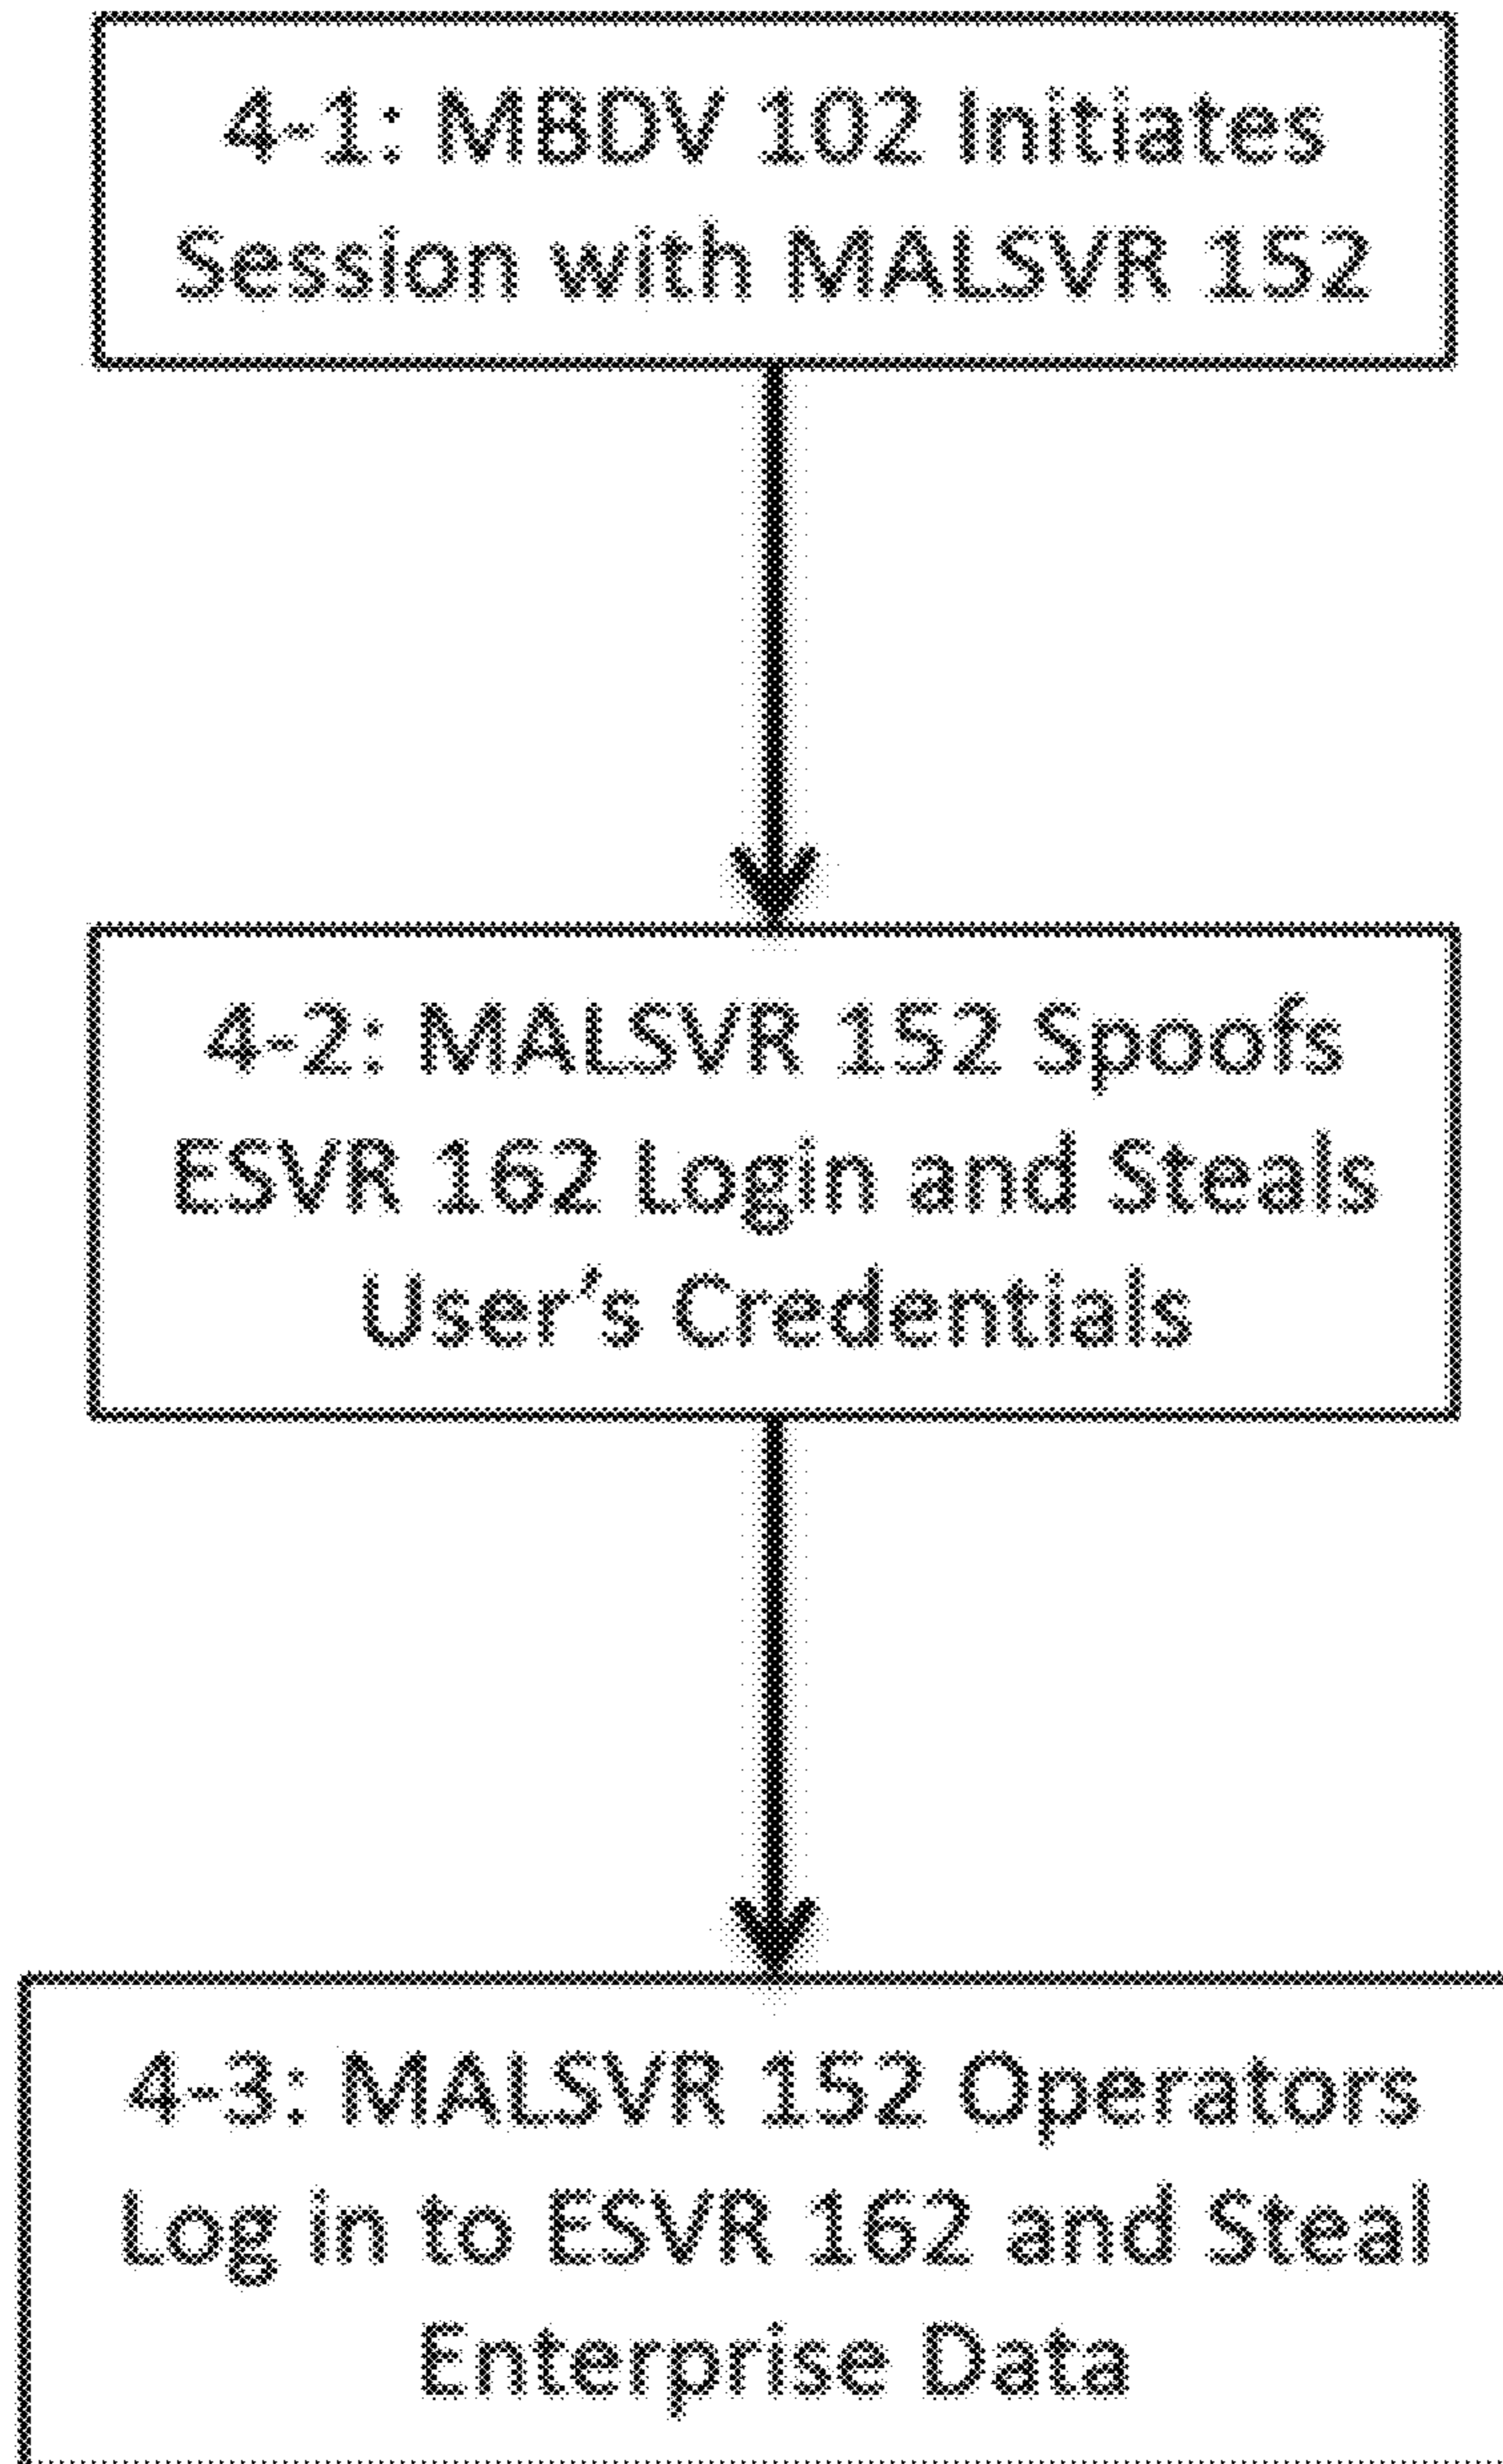 4-1: MBDV 102 Initiates
Session with MALSVR 152
4-2: MALSVR 152 Spoofs
ESVR 162 Login and Steals
User's Credentials
4-3: MALSVR 152 Operators
Log in to ESVR 162 and Steal
Enterprise Data